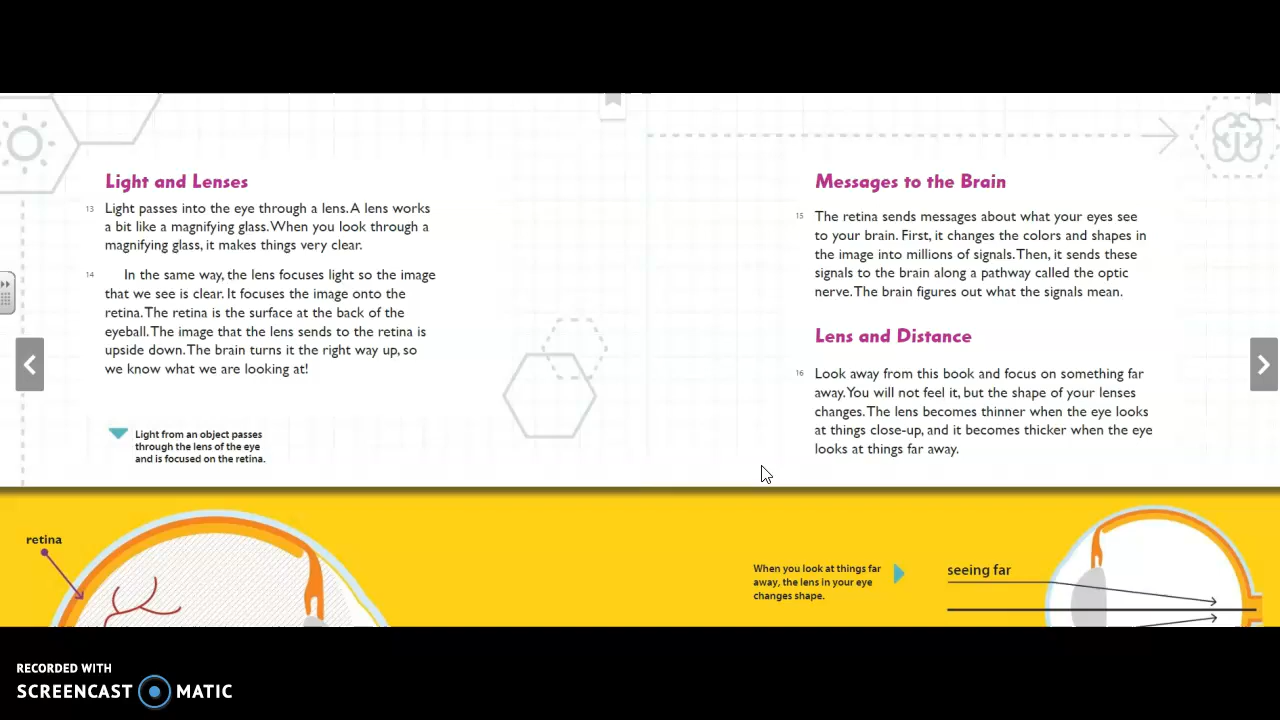 Light and Lenses
13 Light passes into the eye through a lens. A lens works
a bit like a magnifying glass. When you look through a
magnifying glass, it makes things very clear.
14 In the same way, the lens focuses light so the image
that we see is clear. It focuses the image onto the
retina. The retina is the surface at the back of the
eyeball. The image that the lens sends to the retina is
upside down. The brain turns it the right way up, so
we know what we are looking at!
Light from an object passes
through the lens of the eye
and is focused on the retina.
retina
Messages to the Brain
15 The retina sends messages about what your eyes see
to your brain. First, it changes the colors and shapes in
the image into millions of signals. Then, it sends these
signals to the brain along a pathway called the optic
nerve. The brain figures out what the signals mean.
Lens and Distance
16 Look away from this book and focus on something far
away. You will not feel it, but the shape of your lenses
changes. The lens becomes thinner when the eye looks
at things close-up, and it becomes thicker when the eye
looks at things far away.
When you look at things far
away, the lens in your eye
changes shape.
seeing far
RECORDED WITH
SCREENCAST MATIC